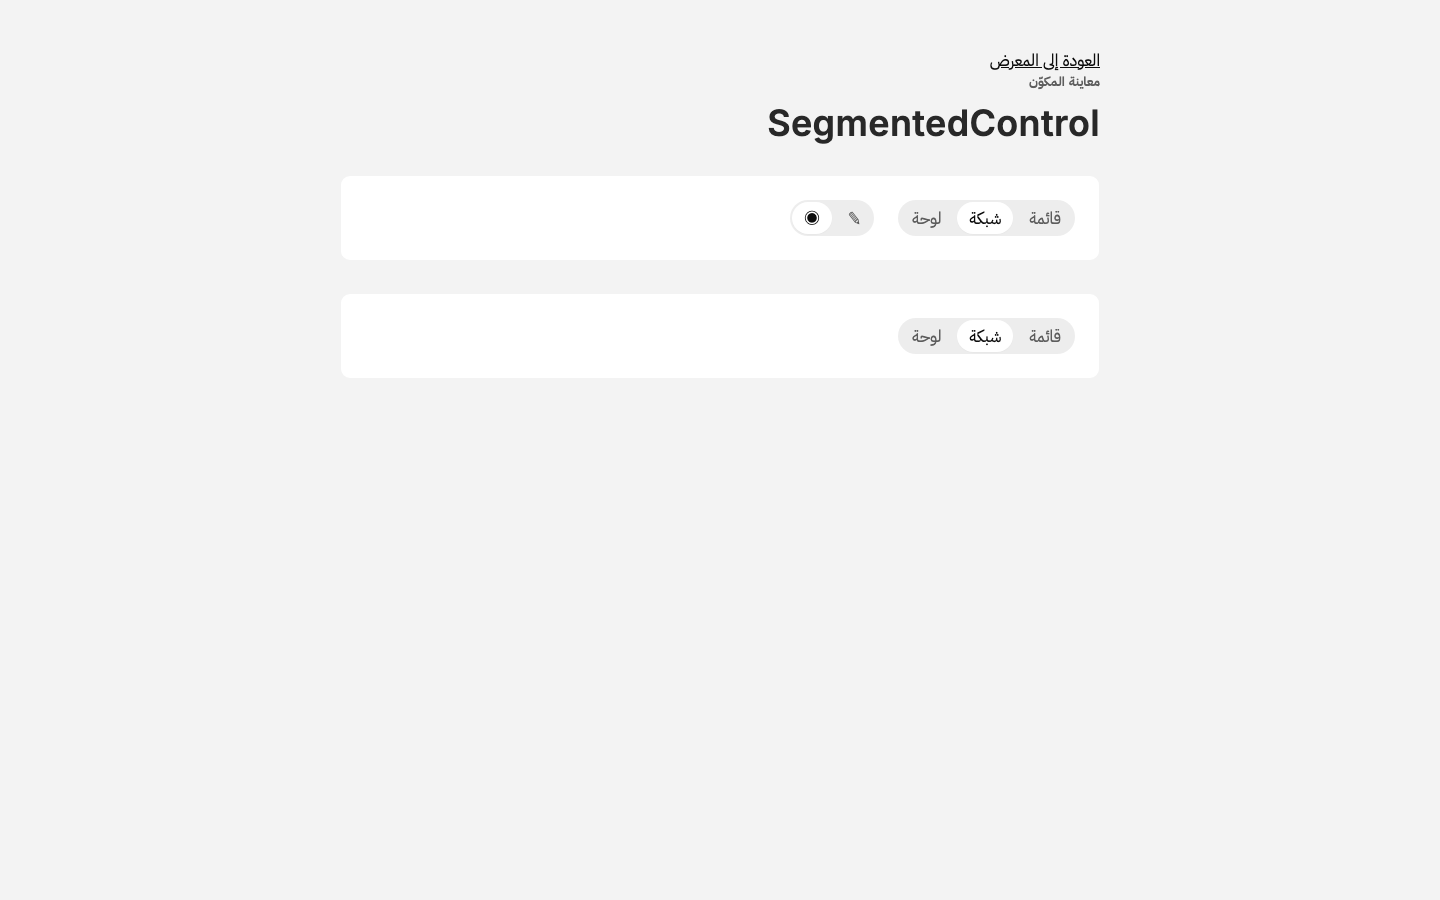 العودة إلى المعرض
معاينة المكوّن
SegmentedControl
قائمة شبكة لوحة ✎ ◉
قائمة شبكة لوحة